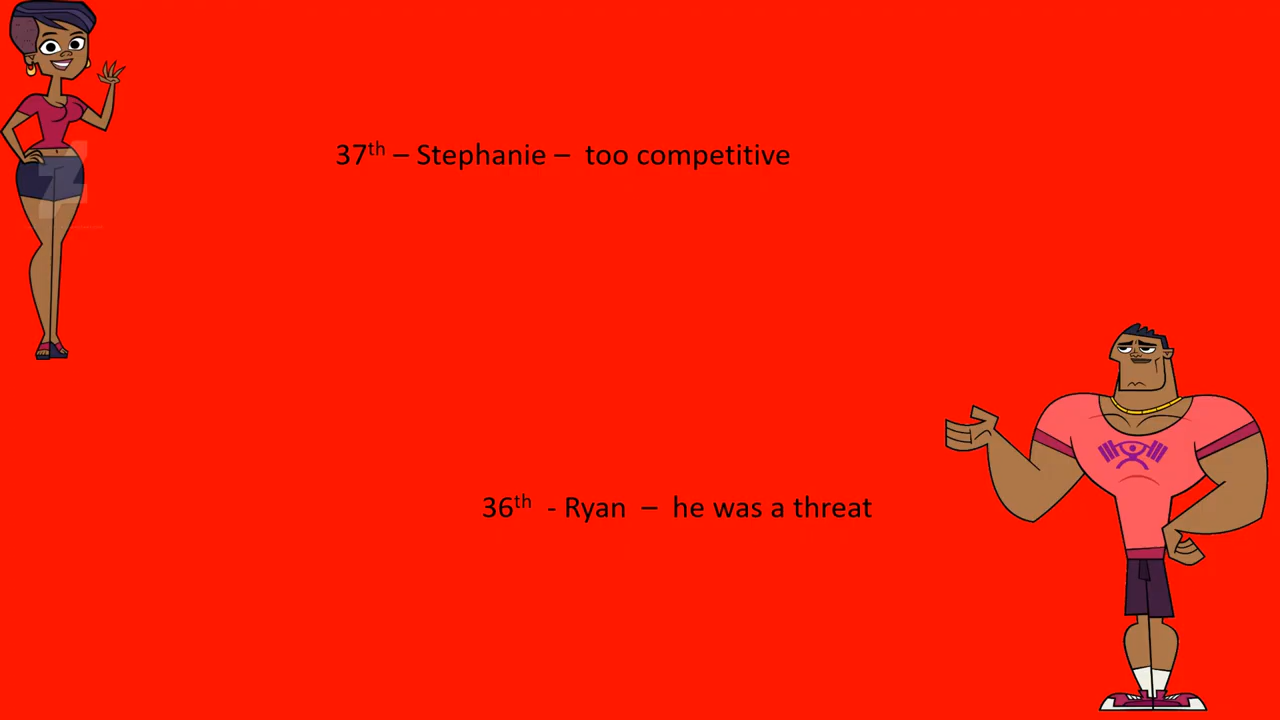 37th – Stephanie – too competitive
36th - Ryan – he was a threat